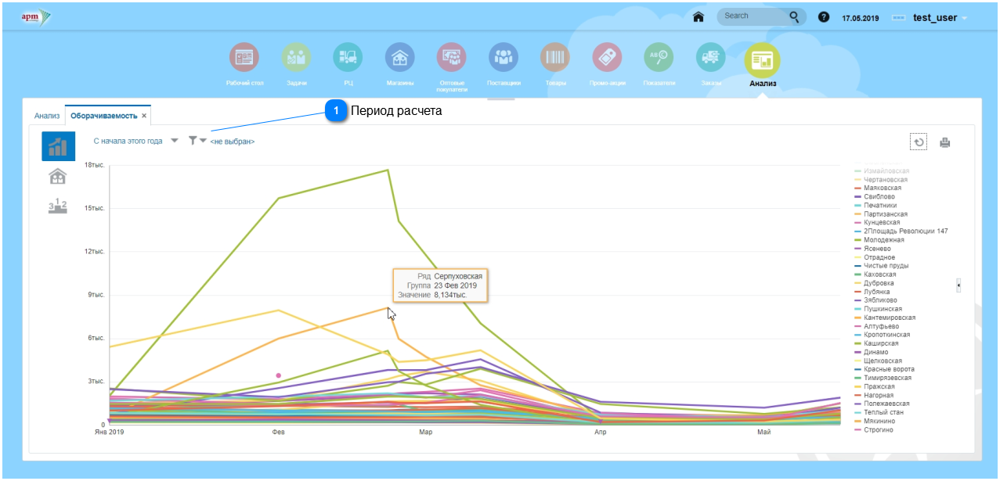 арт
Search
?
17.05.2019
test_user
Рабочий стол
Задачи
РЦ
Магазины
Оптовые
покупатели
Поставщики
Товары
Промо-акции
Показатели
Заказы
Анализ
Анализ
Оборачиваемость ×
1 Период расчета
С начала этого года
<не выбран>
3 1 2
18тыс.
15тыс.
12тыс.
9тыс.
6тыс.
3тыс.
0
Янв 2019
Фев
Мар
Апр
Май
Ряд Серпуховская
Группа 23 Фев 2019
Значение 8,134тыс.
Измайловская
Чертановская
Маяковская
Свиблово
Печатники
Партизанская
Кунцевская
2Площадь Революции 147
Молодежная
Ясенево
Отрадное
Чистые пруды
Каховская
Дубровка
Лубянка
Зябликово
Пушкинская
Кантемировская
Алтуфьево
Кропоткинская
Каширская
Динамо
Щелковская
Красные ворота
Тимирязевская
Пражская
Нагорная
Полежаевская
Теплый стан
Мякинино
Строгино